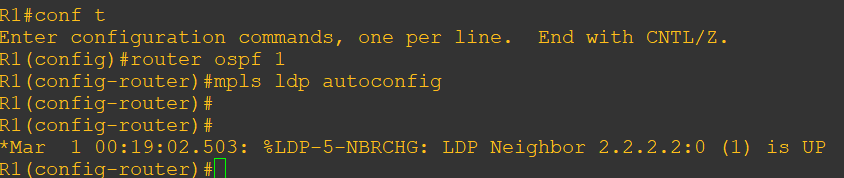 R1#conf t
Enter configuration commands, one per line.  End with CNTL/Z.
R1(config)#router ospf 1
R1(config-router)#mpls ldp autoconfig
R1(config-router)#
R1(config-router)#
*Mar  1 00:19:02.503: %LDP-5-NBRCHG: LDP Neighbor 2.2.2.2:0 (1) is UP
R1(config-router)#